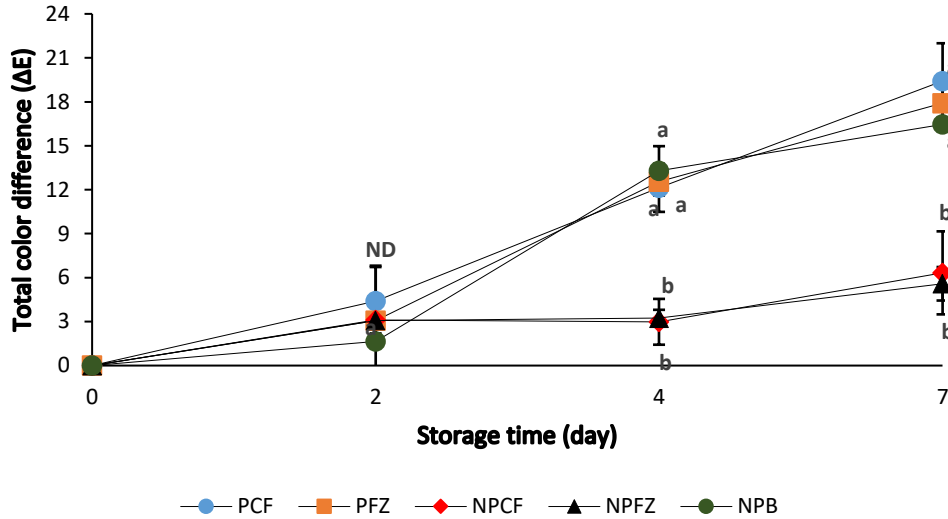 24
21
18
15
12
9
6
3
0
Total color difference (ΔE)
ND
a
a a
b
b
b
b
0 2 4 7
Storage time (day)
PCF PFZ NPCF NPFZ NPB